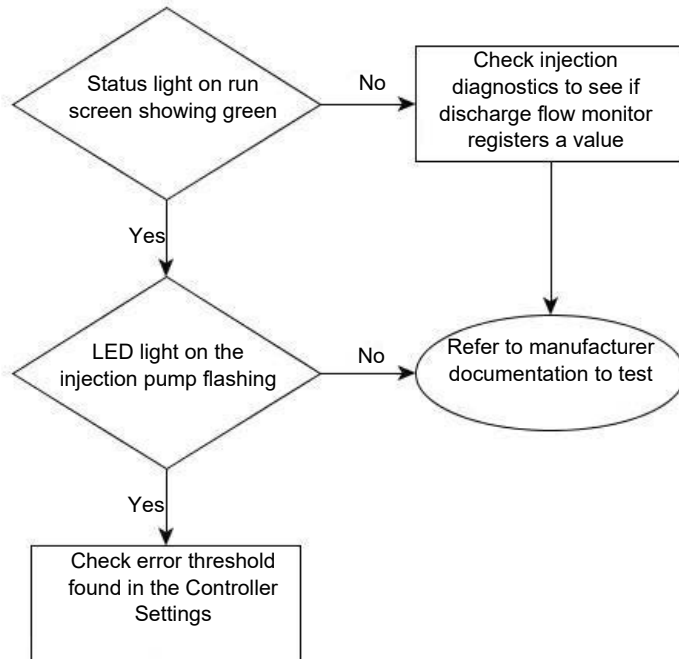 Status light on run
screen showing green
No
Check injection
diagnostics to see if
discharge flow monitor
registers a value
Yes
LED light on the
injection pump flashing
No
Refer to manufacturer
documentation to test
Yes
Check error threshold
found in the Controller
Settings